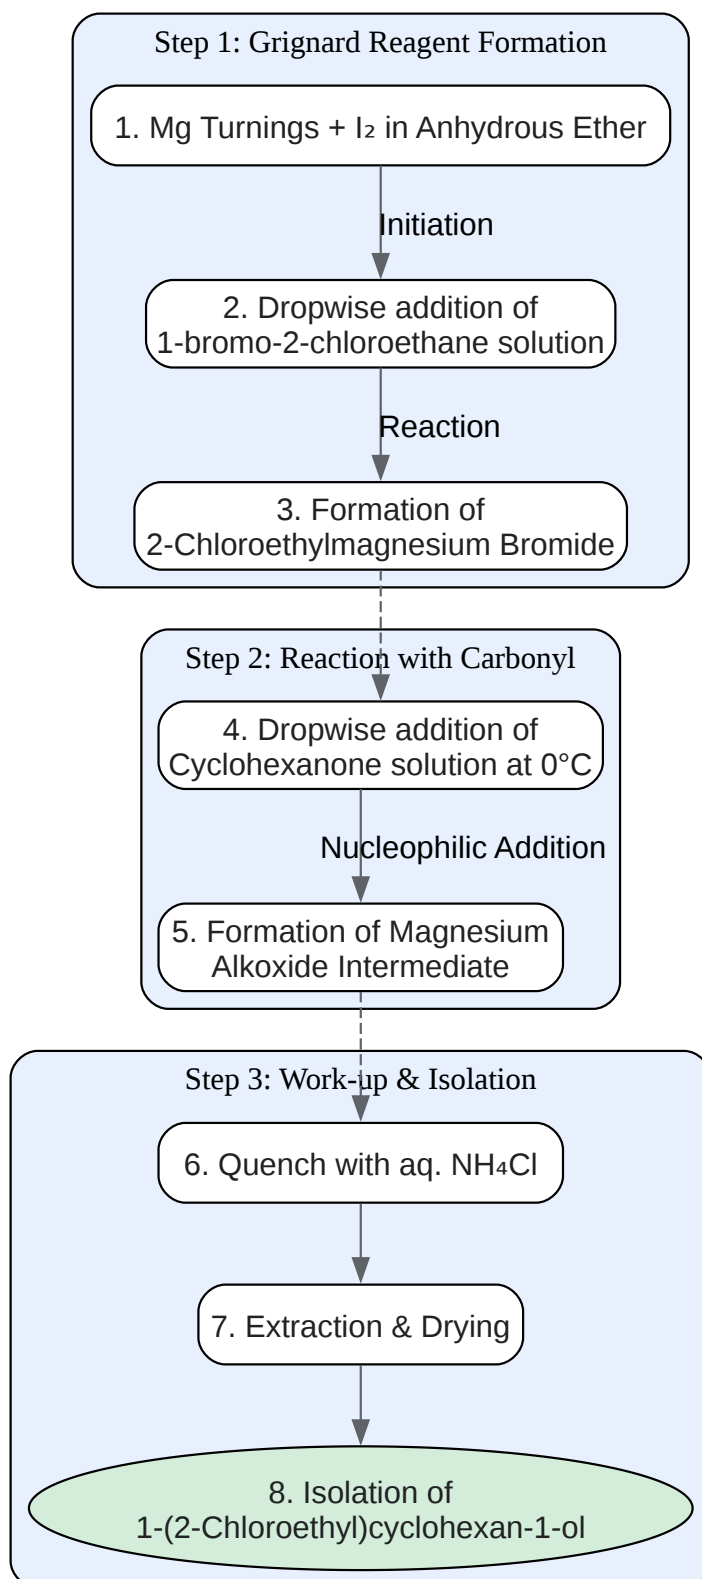 Step 1: Grignard Reagent Formation
1. Mg Turnings + I₂ in Anhydrous Ether
Initiation
2. Dropwise addition of
1-bromo-2-chloroethane solution
Reaction
3. Formation of
2-Chloroethylmagnesium Bromide
Step 2: Reaction with Carbonyl
4. Dropwise addition of
Cyclohexanone solution at 0°C
Nucleophilic Addition
5. Formation of Magnesium
Alkoxide Intermediate
Step 3: Work-up & Isolation
6. Quench with aq. NH₄Cl
7. Extraction & Drying
8. Isolation of
1-(2-Chloroethyl)cyclohexan-1-ol